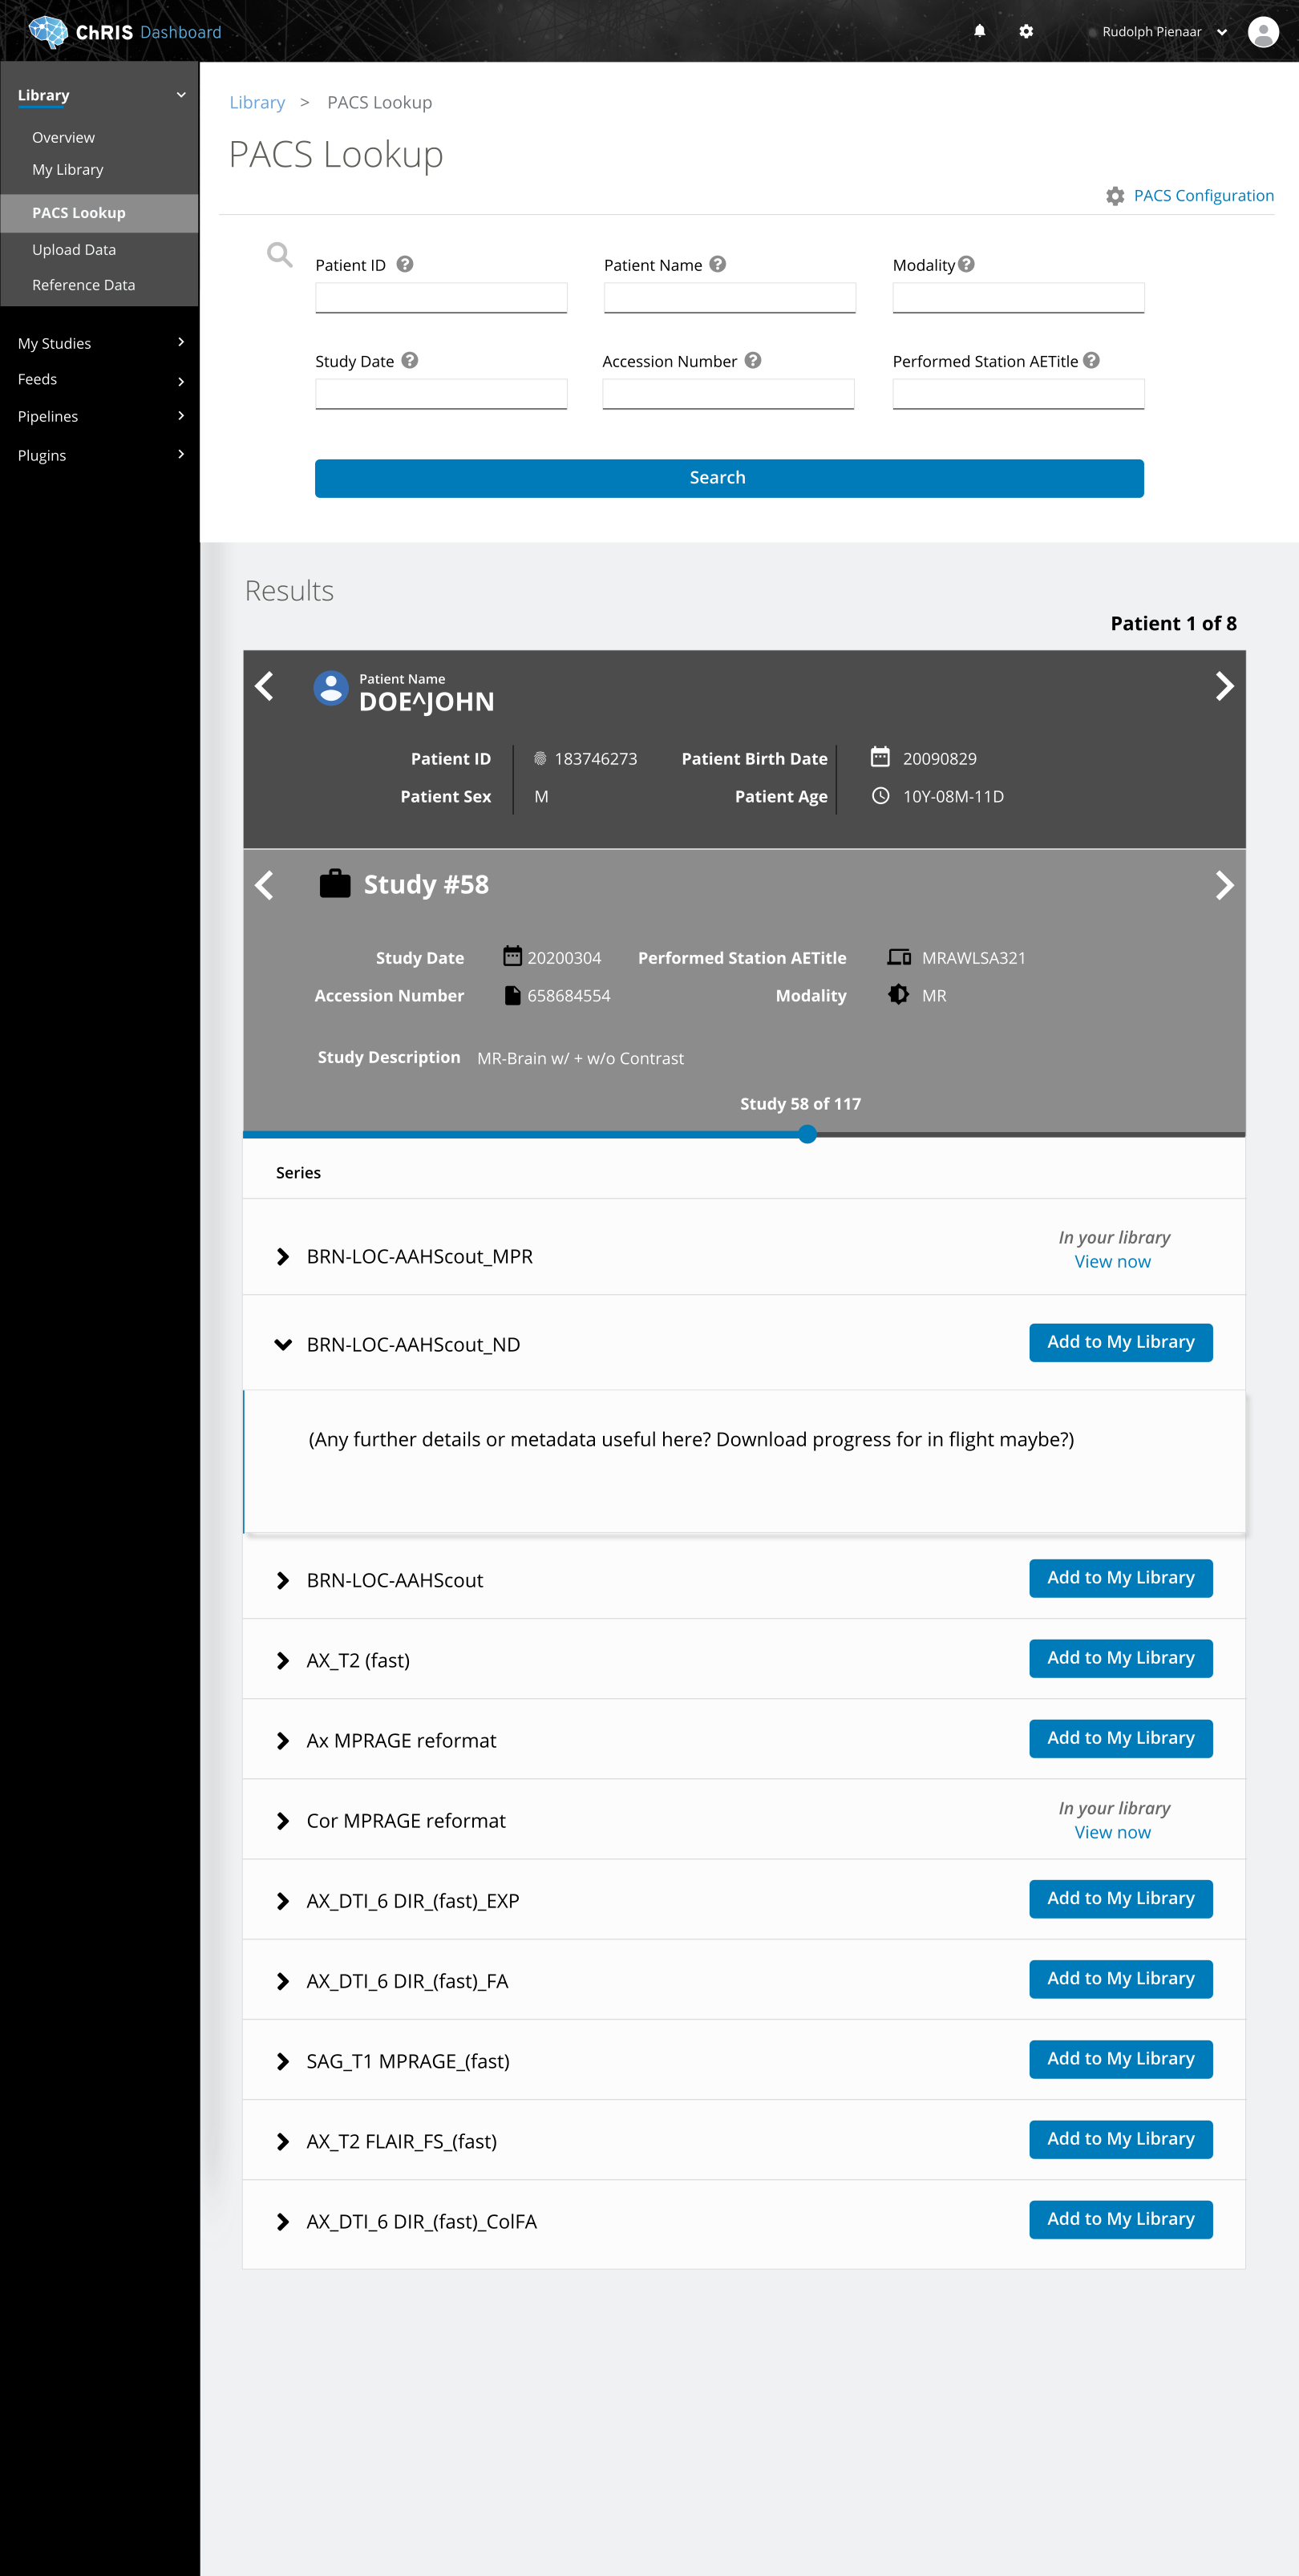 ChRIS Dashboard
Rudolph Pienaar
Library
Overview
My Library
PACS Lookup
Upload Data
Reference Data
My Studies
Feeds
Pipelines
Plugins
Library > PACS Lookup
PACS Lookup
PACS Configuration
Patient ID ? Patient Name ? Modality ?
Study Date ? Accession Number ? Performed Station AETitle ?
Search
Results
Patient 1 of 8
Patient Name
DOE^JOHN
Patient ID 183746273 Patient Birth Date 20090829
Patient Sex M Patient Age 10Y-08M-11D
Study #58
Study Date 20200304 Performed Station AETitle MRAWLSA321
Accession Number 658684554 Modality MR
Study Description MR-Brain w/ + w/o Contrast
Study 58 of 117
Series
BRN-LOC-AAHScout_MPR
In your library
View now
BRN-LOC-AAHScout_ND Add to My Library
(Any further details or metadata useful here? Download progress for in flight maybe?)
BRN-LOC-AAHScout Add to My Library
AX_T2 (fast) Add to My Library
Ax MPRAGE reformat Add to My Library
Cor MPRAGE reformat
In your library
View now
AX_DTI_6 DIR_(fast)_EXP Add to My Library
AX_DTI_6 DIR_(fast)_FA Add to My Library
SAG_T1 MPRAGE_(fast) Add to My Library
AX_T2 FLAIR_FS_(fast) Add to My Library
AX_DTI_6 DIR_(fast)_ColFA Add to My Library